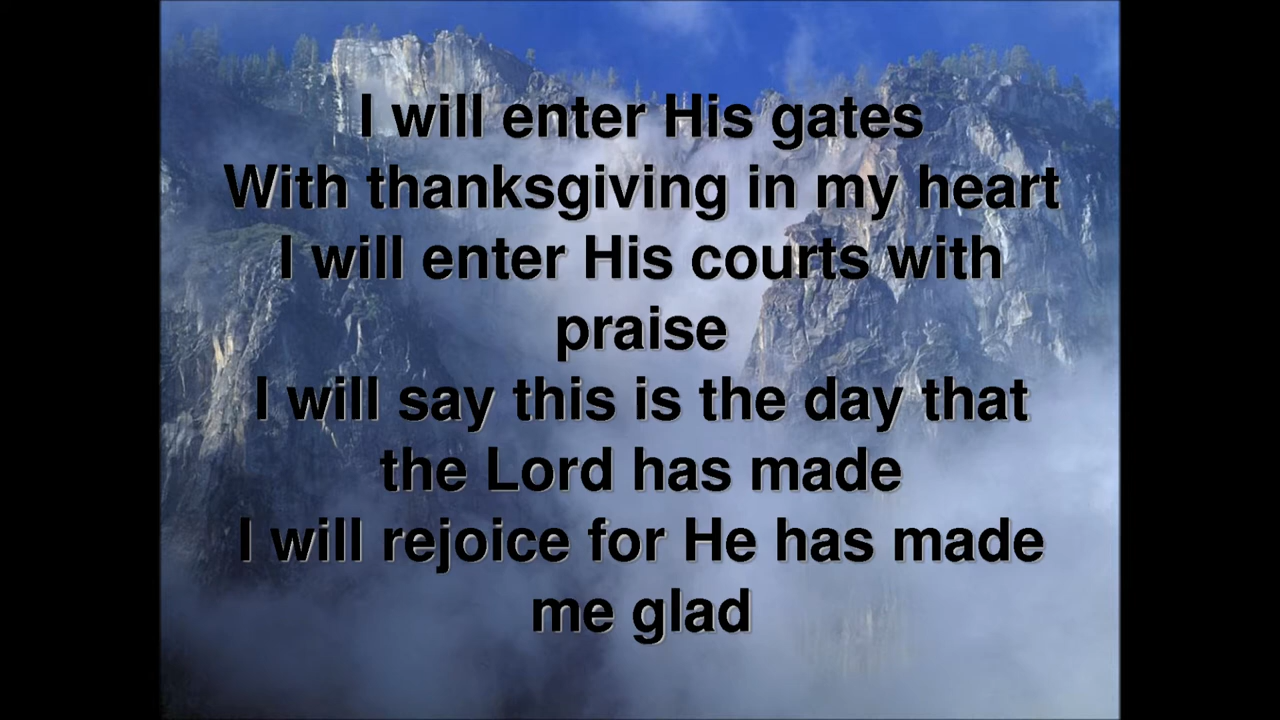 I will enter His gates
With thanksgiving in my heart
I will enter His courts with
praise
I will say this is the day that
the Lord has made
I will rejoice for He has made
me glad